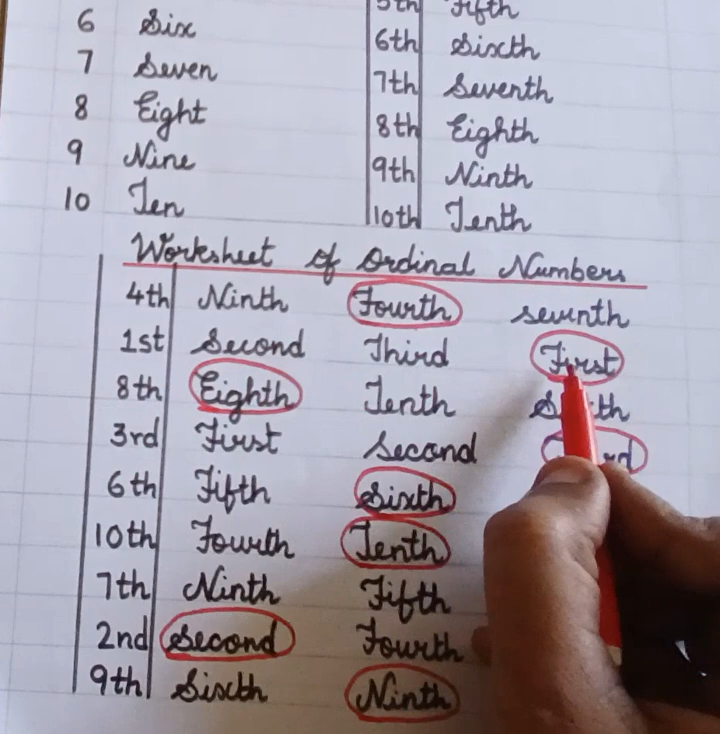 5th Fifth
6 Six
6th Sixth
7 Seven
7th Seventh
8 Eight
8th Eighth
9 Nine
9th Ninth
10 Ten
10th Tenth
Worksheet of Ordinal Numbers
4th Ninth Fourth seventh
1st Second Third First
8th Eighth Tenth
3rd First Second
6th Fifth Sixth
10th Fourth Tenth
7th Ninth Fifth
2nd Second Fourth
9th Sixth Ninth